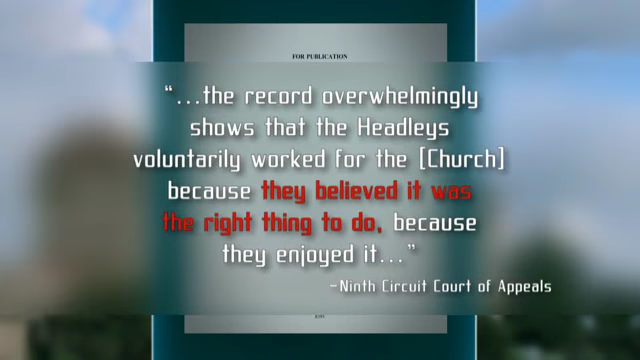 FOR PUBLICATION
“...the record overwhelmingly
shows that the Headleys
voluntarily worked for the [Church]
because they believed it was
the right thing to do, because
they enjoyed it...”
–Ninth Circuit Court of Appeals